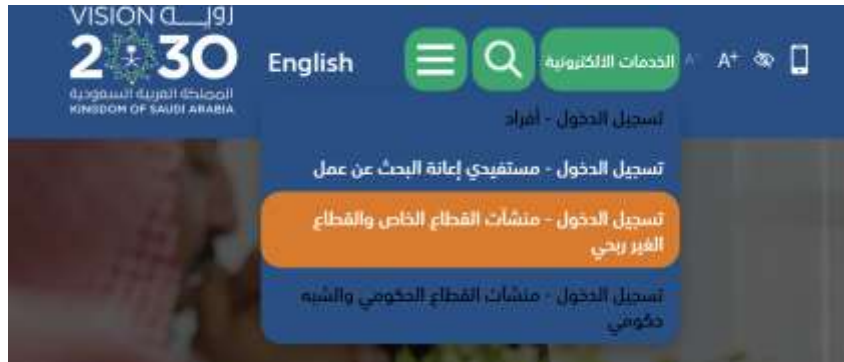 VISION رؤيــــة
2030
المملكة العربية السعودية
KINGDOM OF SAUDI ARABIA
English
الخدمات الالكترونية
A⁻
A⁺
تسجيل الدخول - أفراد
تسجيل الدخول - مستفيدي إعانة البحث عن عمل
تسجيل الدخول - منشآت القطاع الخاص والقطاع
الغير ربحي
تسجيل الدخول - منشآت القطاع الحكومي والشبه
حكومي